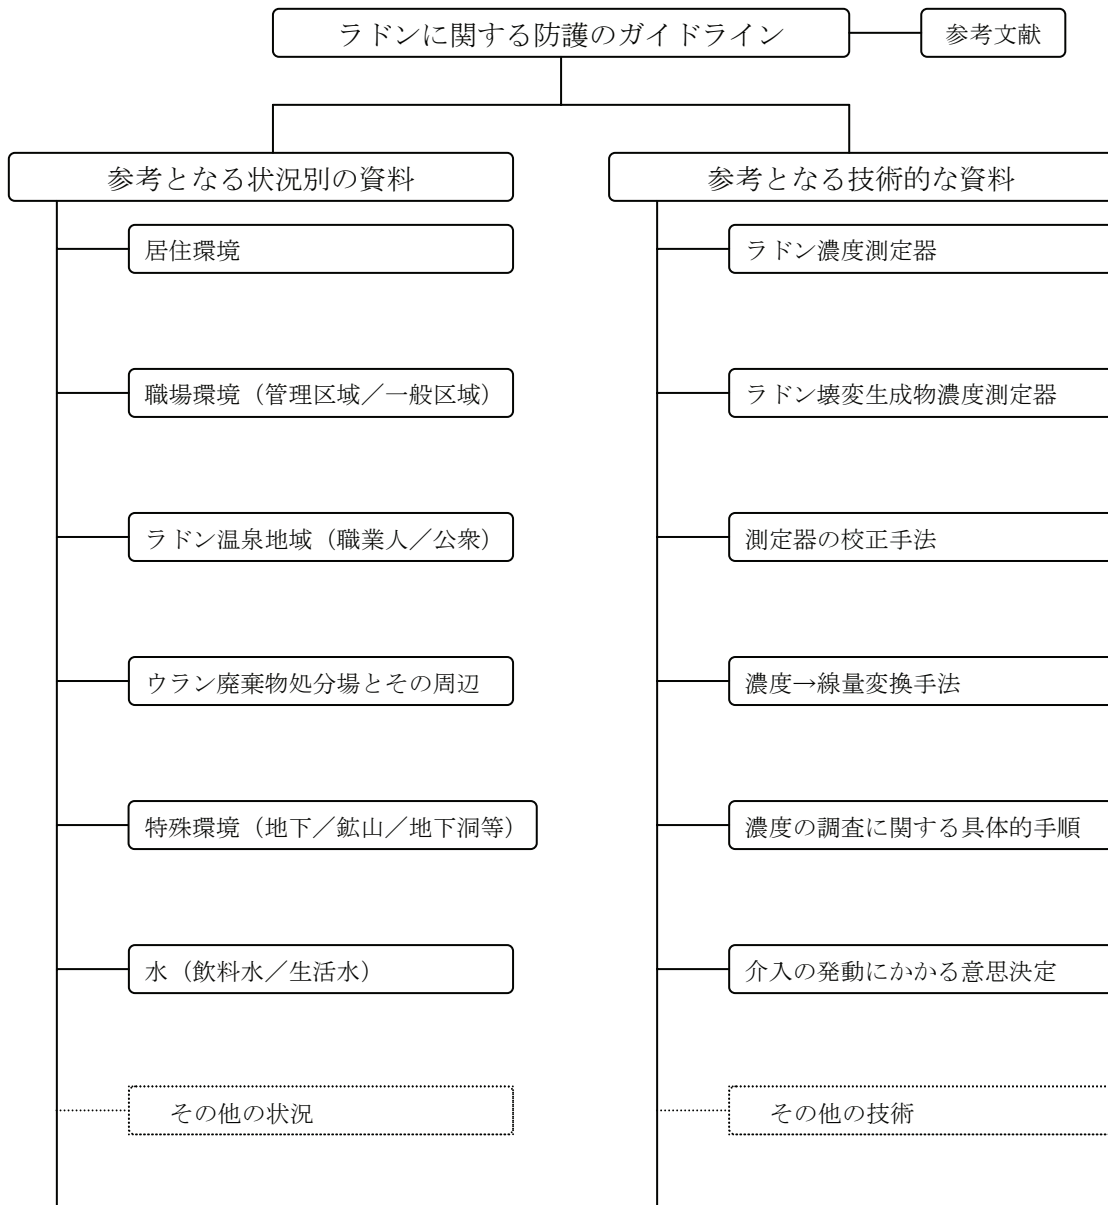 ラドンに関する防護のガイドライン
参考文献
参考となる状況別の資料
居住環境
職場環境（管理区域／一般区域）
ラドン温泉地域（職業人／公衆）
ウラン廃棄物処分場とその周辺
特殊環境（地下／鉱山／地下洞等）
水（飲料水／生活水）
その他の状況
参考となる技術的な資料
ラドン濃度測定器
ラドン壊変生成物濃度測定器
測定器の校正手法
濃度→線量変換手法
濃度の調査に関する具体的手順
介入の発動にかかる意思決定
その他の技術